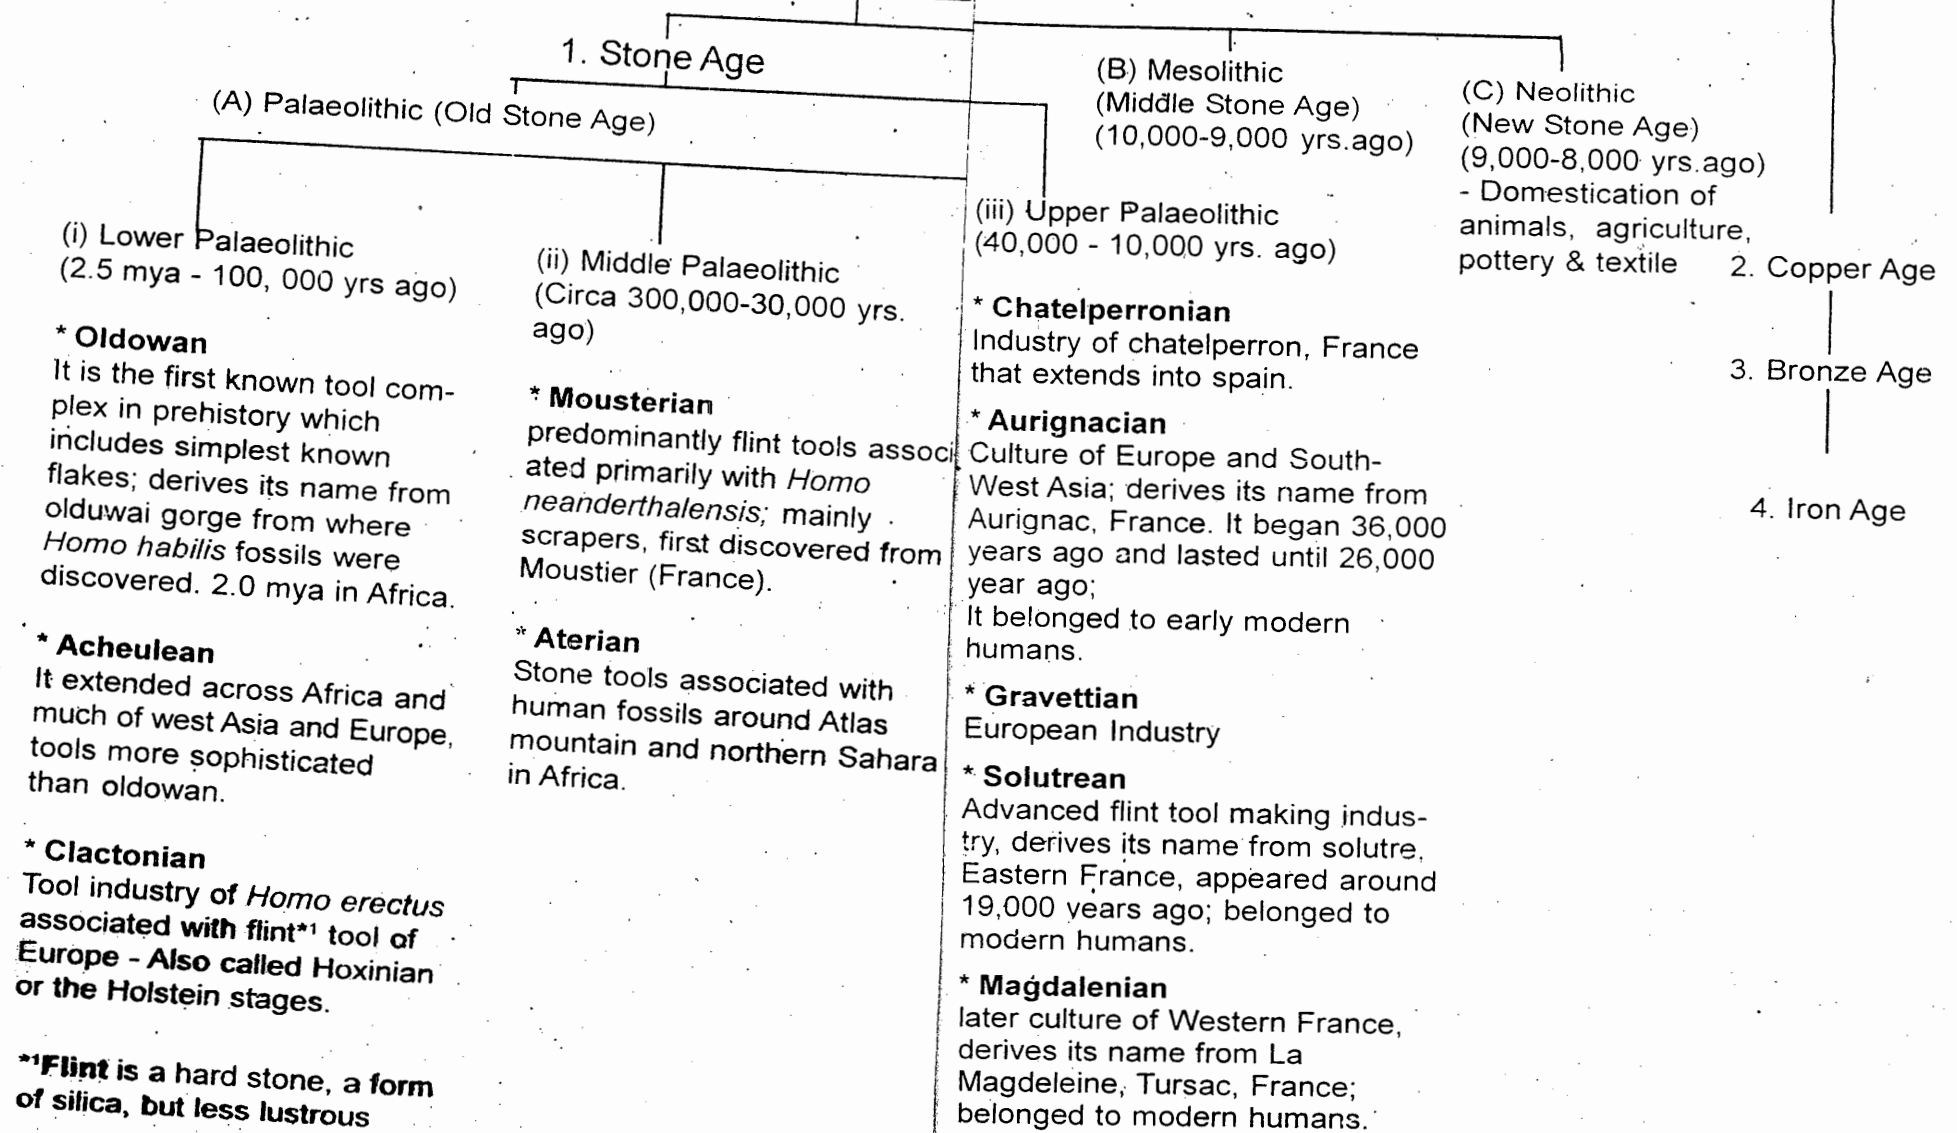 1. Stone Age
(A) Palaeolithic (Old Stone Age)
(i) Lower Palaeolithic
(2.5 mya - 100, 000 yrs ago)
* Oldowan
It is the first known tool com-
plex in prehistory which
includes simplest known
flakes; derives its name from
olduwai gorge from where
Homo habilis fossils were
discovered. 2.0 mya in Africa.
* Acheulean
It extended across Africa and
much of west Asia and Europe,
tools more sophisticated
than oldowan.
* Clactonian
Tool industry of Homo erectus
associated with flint*1 tool of
Europe - Also called Hoxinian
or the Holstein stages.
*1Flint is a hard stone, a form
of silica, but less lustrous
(ii) Middle Palaeolithic
(Circa 300,000-30,000 yrs.
ago)
* Mousterian
predominantly flint tools associ
ated primarily with Homo
neanderthalensis; mainly
scrapers, first discovered from
Moustier (France).
* Aterian
Stone tools associated with
human fossils around Atlas
mountain and northern Sahara
in Africa.
(iii) Upper Palaeolithic
(40,000 - 10,000 yrs. ago)
* Chatelperronian
Industry of chatelperron, France
that extends into spain.
* Aurignacian
Culture of Europe and South-
West Asia; derives its name from
Aurignac, France. It began 36,000
years ago and lasted until 26,000
year ago;
It belonged to early modern
humans.
* Gravettian
European Industry
* Solutrean
Advanced flint tool making indus-
try, derives its name from solutre,
Eastern France, appeared around
19,000 years ago; belonged to
modern humans.
* Magdalenian
later culture of Western France,
derives its name from La
Magdeleine, Tursac, France;
belonged to modern humans.
(B) Mesolithic
(Middle Stone Age)
(10,000-9,000 yrs.ago)
(C) Neolithic
(New Stone Age)
(9,000-8,000 yrs.ago)
- Domestication of
animals, agriculture,
pottery & textile
2. Copper Age
3. Bronze Age
4. Iron Age